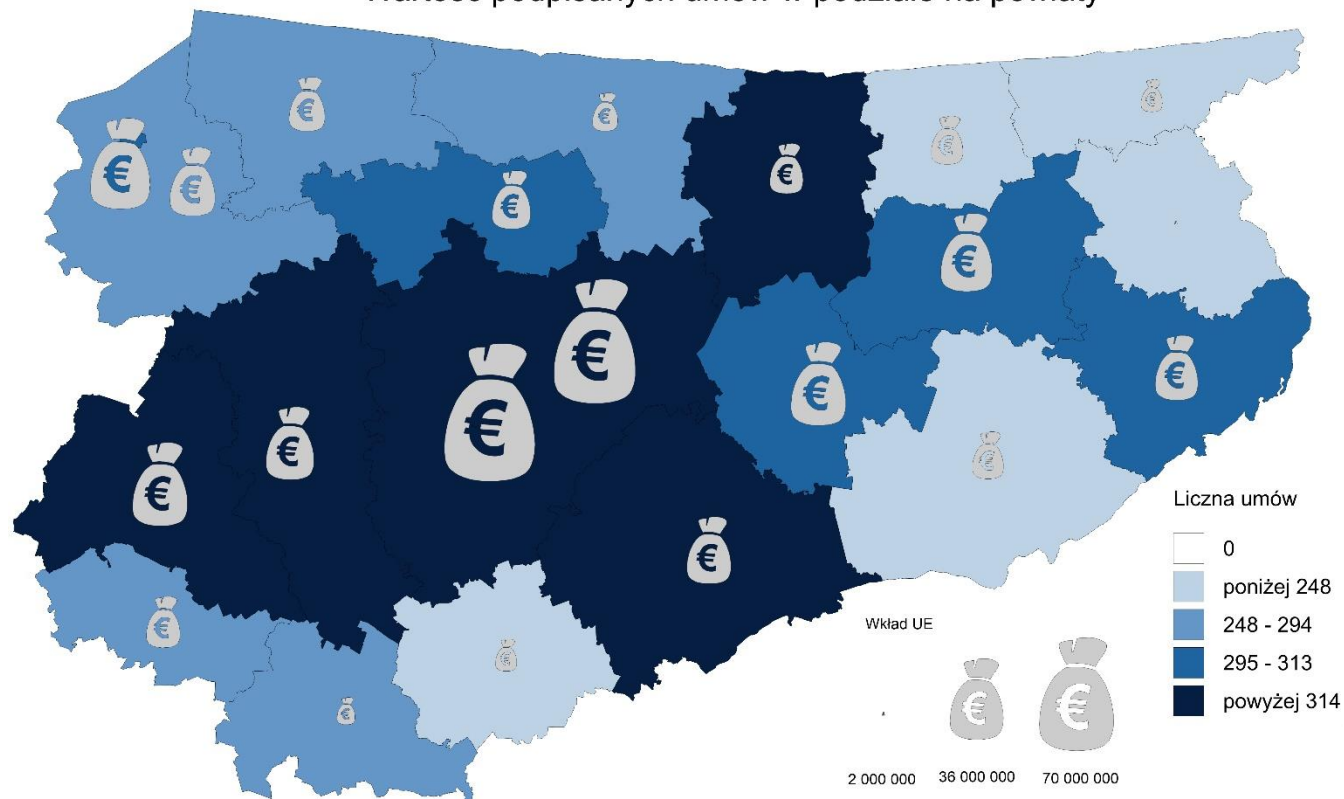 Wartość podpisanych umów w podziale na powiaty
Liczna umów
0
poniżej 248
248 - 294
295 - 313
powyżej 314
Wkład UE
2 000 000
36 000 000
70 000 000